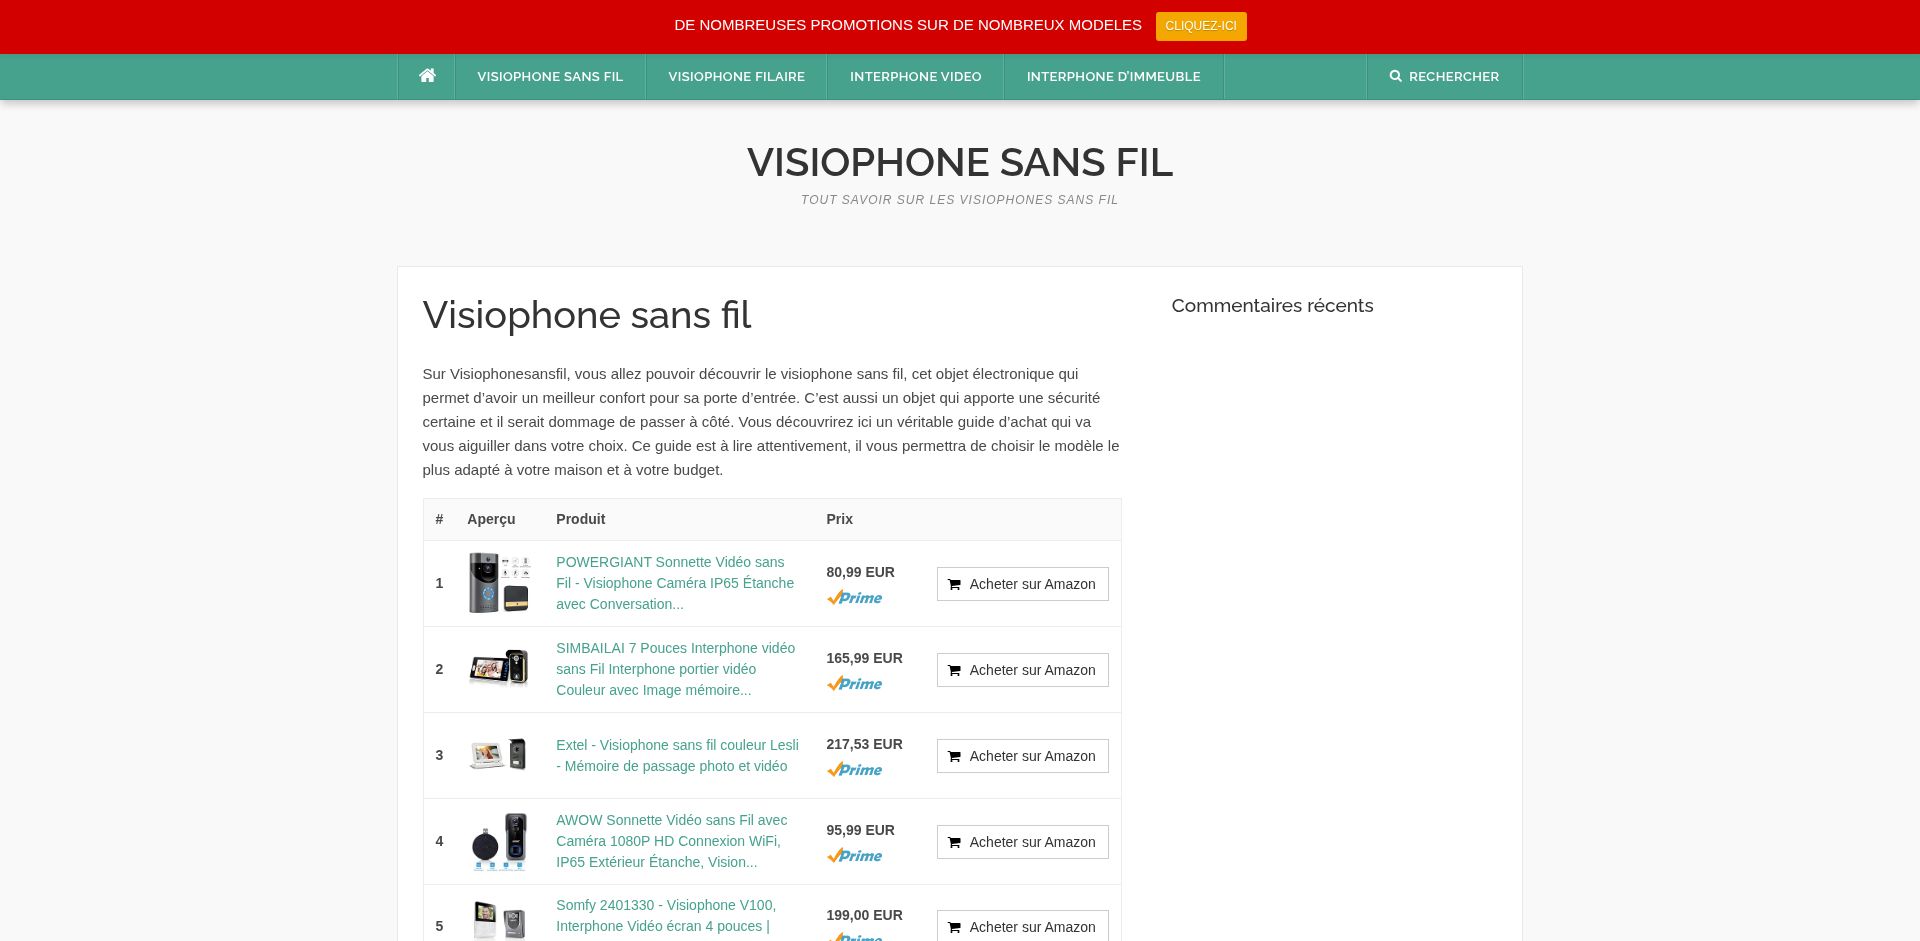 DE NOMBREUSES PROMOTIONS SUR DE NOMBREUX MODELES CLIQUEZ-ICI
VISIOPHONE SANS FIL VISIOPHONE FILAIRE INTERPHONE VIDEO INTERPHONE D'IMMEUBLE RECHERCHER
VISIOPHONE SANS FIL
TOUT SAVOIR SUR LES VISIOPHONES SANS FIL
Visiophone sans fil
Commentaires récents
Sur Visiophonesansfil, vous allez pouvoir découvrir le visiophone sans fil, cet objet électronique qui
permet d’avoir un meilleur confort pour sa porte d’entrée. C’est aussi un objet qui apporte une sécurité
certaine et il serait dommage de passer à côté. Vous découvrirez ici un véritable guide d’achat qui va
vous aiguiller dans votre choix. Ce guide est à lire attentivement, il vous permettra de choisir le modèle le
plus adapté à votre maison et à votre budget.
# Aperçu Produit Prix
1 POWERGIANT Sonnette Vidéo sans
Fil - Visiophone Caméra IP65 Étanche
avec Conversation...
80,99 EUR
Prime
Acheter sur Amazon
2 SIMBAILAI 7 Pouces Interphone vidéo
sans Fil Interphone portier vidéo
Couleur avec Image mémoire...
165,99 EUR
Prime
Acheter sur Amazon
3 Extel - Visiophone sans fil couleur Lesli
- Mémoire de passage photo et vidéo
217,53 EUR
Prime
Acheter sur Amazon
4 AWOW Sonnette Vidéo sans Fil avec
Caméra 1080P HD Connexion WiFi,
IP65 Extérieur Étanche, Vision...
95,99 EUR
Prime
Acheter sur Amazon
5 Somfy 2401330 - Visiophone V100,
Interphone Vidéo écran 4 pouces |
199,00 EUR
Prime
Acheter sur Amazon